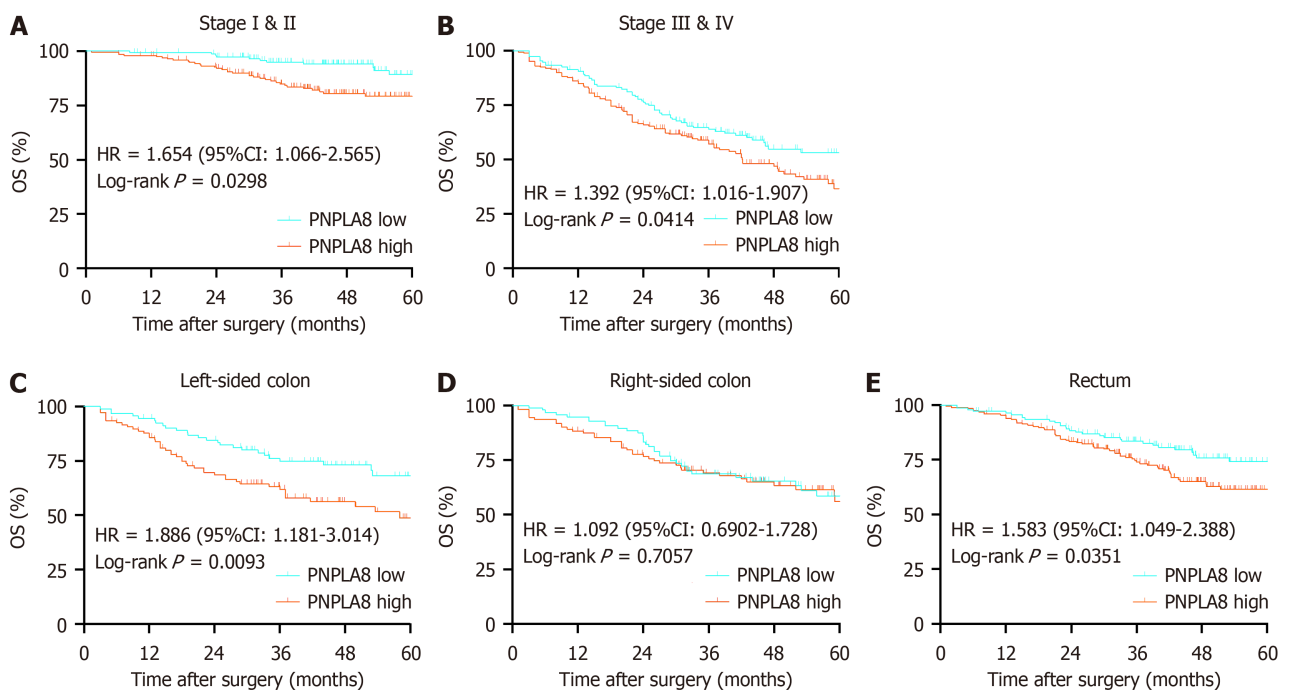 A
Stage I & II
OS (%)
100
75
50
25
0
HR = 1.654 (95%CI: 1.066-2.565)
Log-rank P = 0.0298
PNPLA8 low
PNPLA8 high
0 12 24 36 48 60
Time after surgery (months)
B
Stage III & IV
OS (%)
100
75
50
25
0
HR = 1.392 (95%CI: 1.016-1.907)
Log-rank P = 0.0414
PNPLA8 low
PNPLA8 high
0 12 24 36 48 60
Time after surgery (months)
C
Left-sided colon
OS (%)
100
75
50
25
0
HR = 1.886 (95%CI: 1.181-3.014)
Log-rank P = 0.0093
PNPLA8 low
PNPLA8 high
0 12 24 36 48 60
Time after surgery (months)
D
Right-sided colon
OS (%)
100
75
50
25
0
HR = 1.092 (95%CI: 0.6902-1.728)
Log-rank P = 0.7057
PNPLA8 low
PNPLA8 high
0 12 24 36 48 60
Time after surgery (months)
E
Rectum
OS (%)
100
75
50
25
0
HR = 1.583 (95%CI: 1.049-2.388)
Log-rank P = 0.0351
PNPLA8 low
PNPLA8 high
0 12 24 36 48 60
Time after surgery (months)